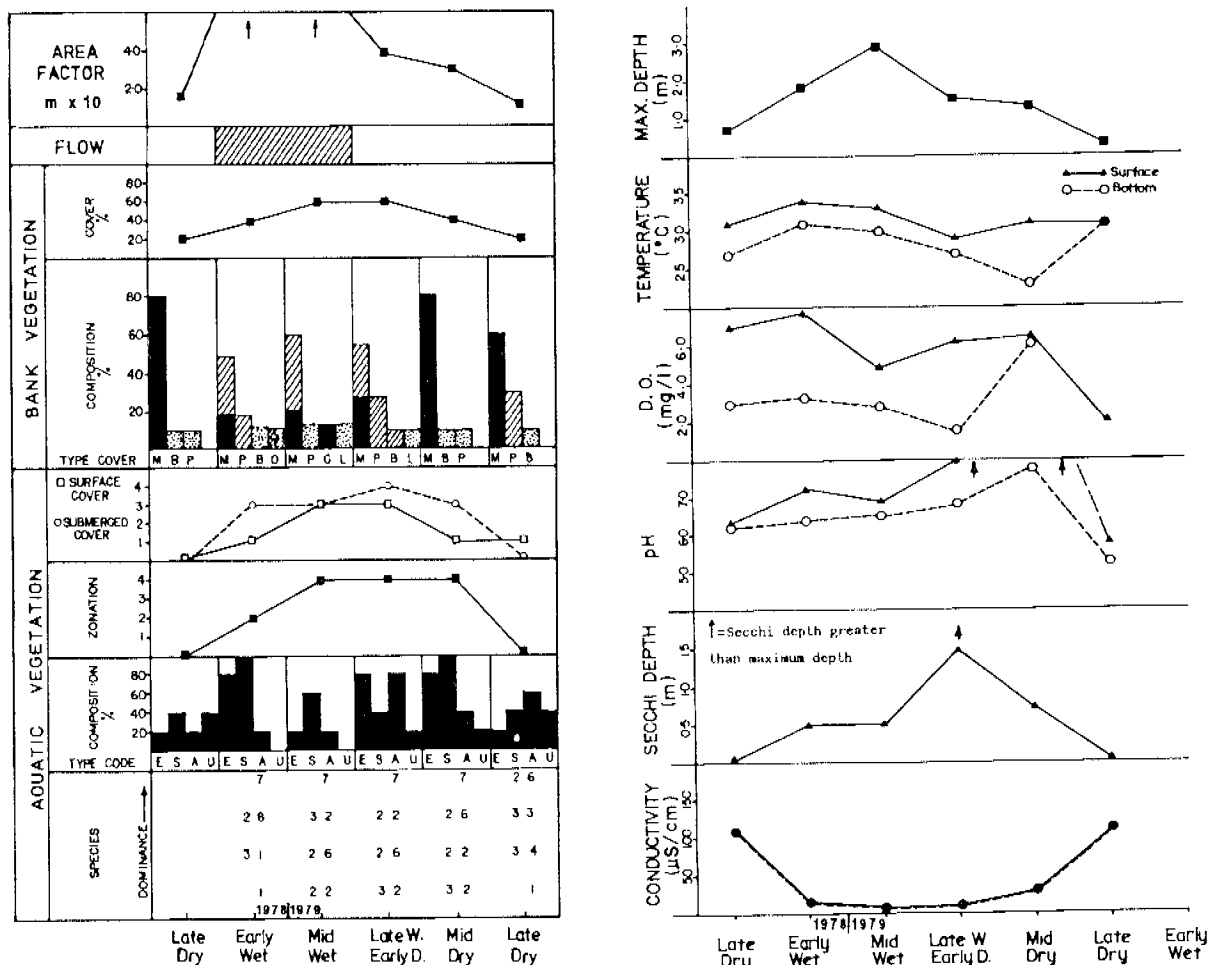 AREA
FACTOR
m x 10
40
20
FLOW
BANK VEGETATION
COVER
%
80
60
40
20
COMPOSITION
%
80
60
40
20
TYPE COVER
M B P
M P B O
M P G L
M P B L
M B P
M P B
AQUATIC VEGETATION
SURFACE
COVER
SUBMERGED
COVER
4
3
2
1
ZONATION
4
3
2
1
COMPOSITION
%
80
60
40
20
TYPE CODE
E S A U
E S A U
E S A U
E S A U
E S A U
E S A U
SPECIES
DOMINANCE
7 7 7 7 26
28 32 22 26 33
31 26 26 22 34
1 22 32 32 1
1978 1979
Late Dry
Early Wet
Mid Wet
Late W. Early D.
Mid Dry
Late Dry
MAX. DEPTH
(m)
3·0
2·0
1·0
TEMPERATURE
(°C)
35
30
25
Surface
Bottom
D.O.
(mg/l)
6·0
4·0
2·0
pH
7·0
6·0
5·0
SECCHI DEPTH
(m)
1·5
1·0
0·5
=Secchi depth greater
than maximum depth
CONDUCTIVITY
(µS/cm)
150
100
50
1978 1979
Late Dry
Early Wet
Mid Wet
Late W Early D.
Mid Dry
Late Dry
Early Wet